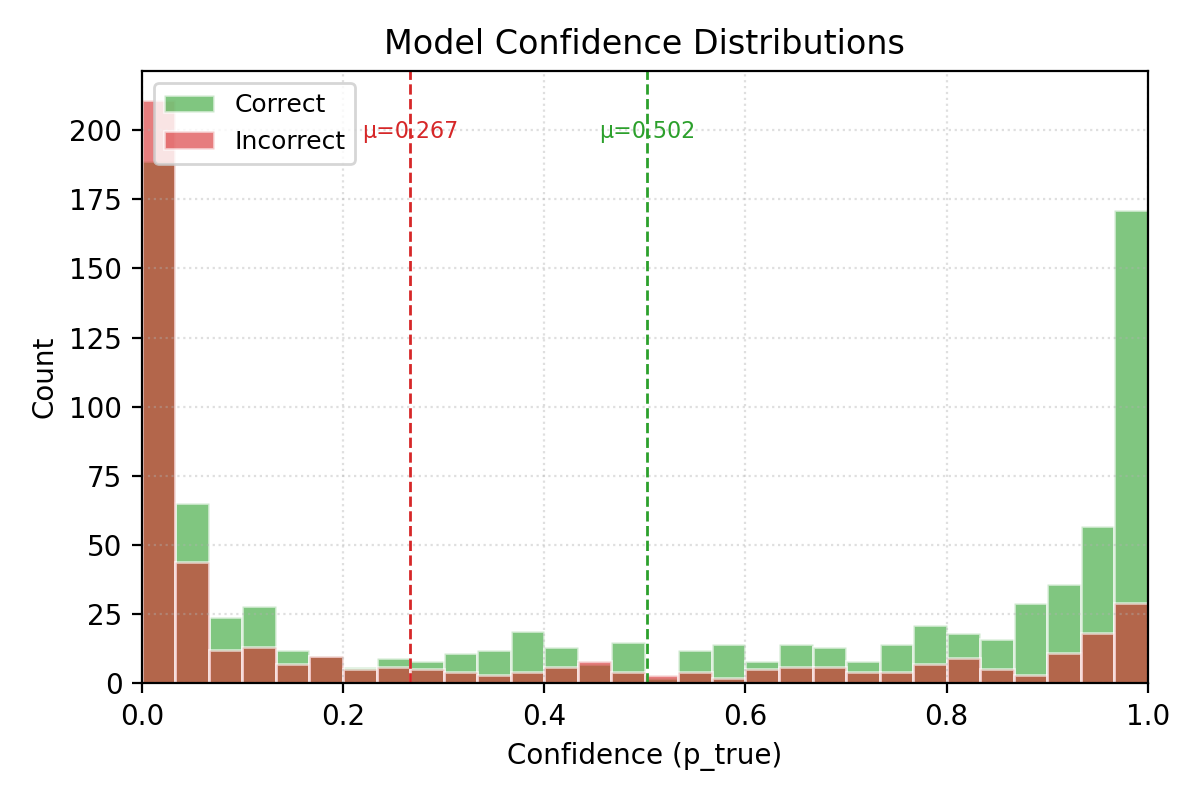 Model Confidence Distributions
Correct
Incorrect
μ=0.267
μ=0.502
200
175
150
125
100
75
50
25
0
Count
0.0
0.2
0.4
0.6
0.8
1.0
Confidence (p_true)